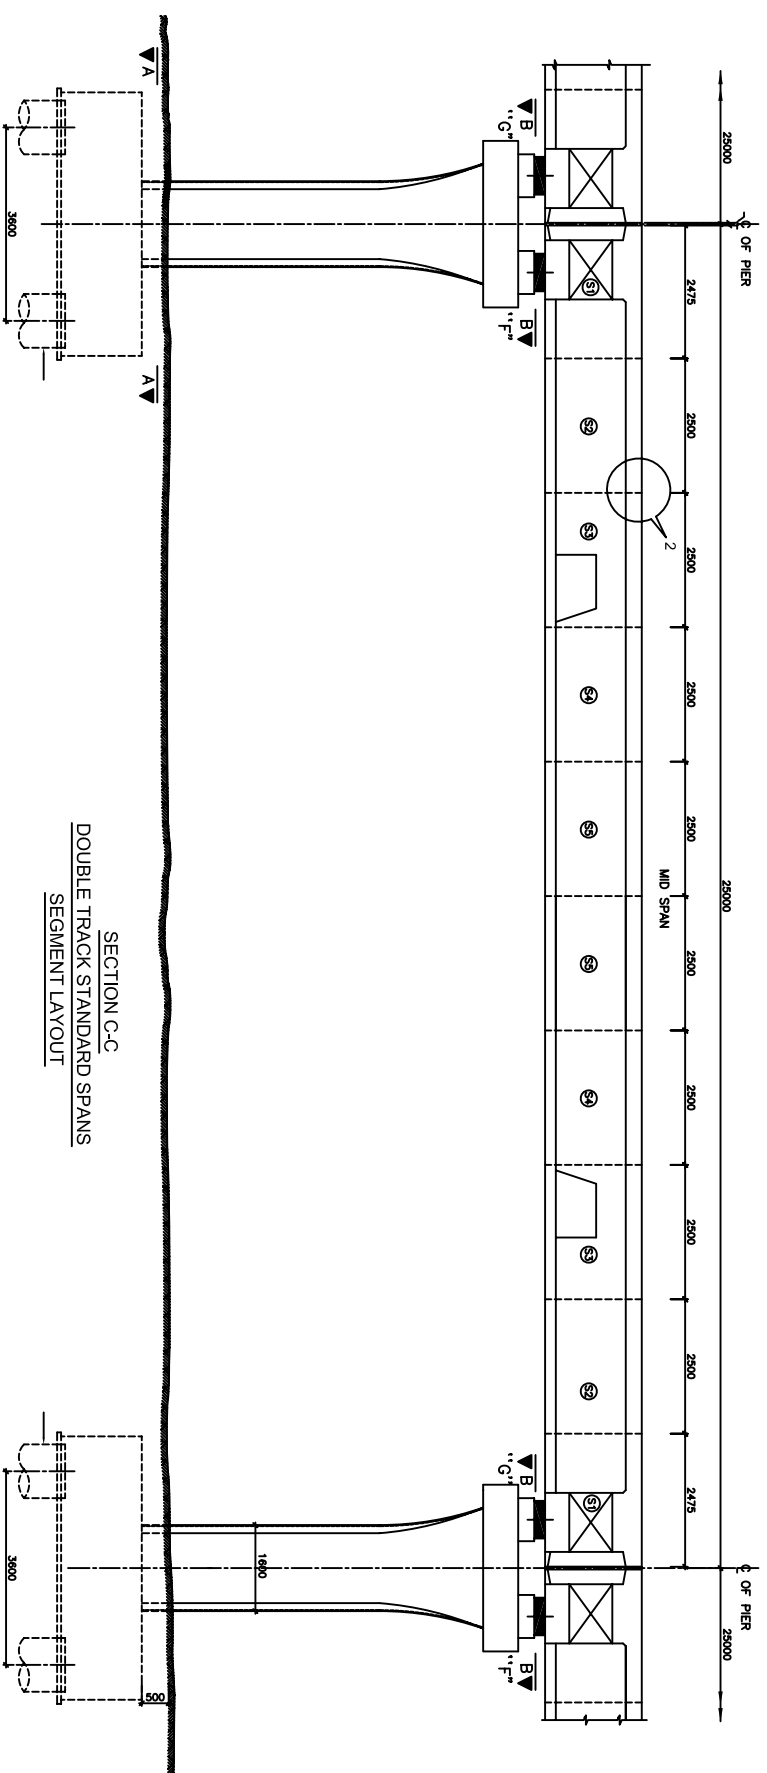 25000
25000
25000
℄ OF PIER
℄ OF PIER
2475
2500
2500
2500
2500
2500
2500
2500
2500
2475
MID SPAN
2
S1
S2
S3
S4
S5
S5
S4
S3
S2
S1
B
"G"
B
"F"
B
"G"
B
"F"
1600
A
A
500
3600
3600
SECTION C-C
DOUBLE TRACK STANDARD SPANS
SEGMENT LAYOUT